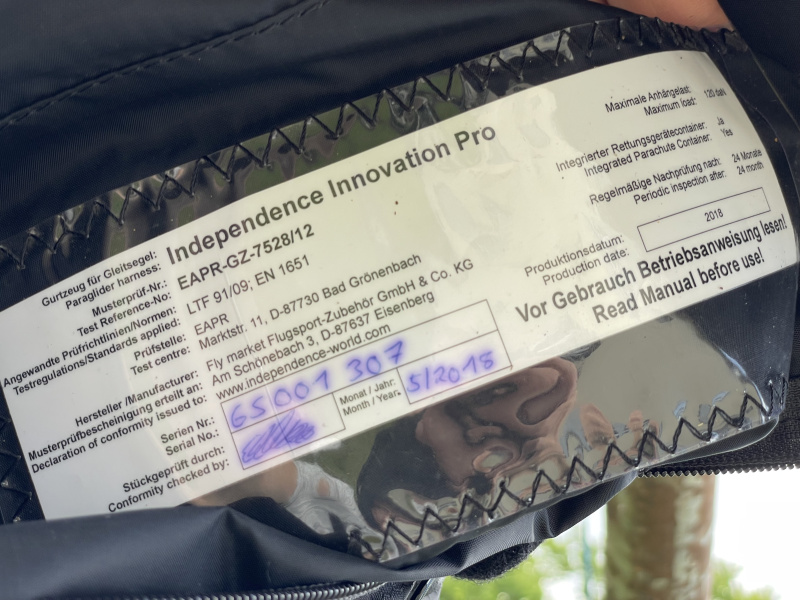 Gurtzeug für Gleitsegel:
Paraglider harness:
Independence Innovation Pro
Musterprüf-Nr.:
Test Reference-No:
EAPR-GZ-7528/12
Angewandte Prüfrichtlinien/Normen:
Testregulations/Standards applied:
LTF 91/09; EN 1651
Prüfstelle:
Test centre:
EAPR
Marktstr. 11, D-87730 Bad Grönenbach
Hersteller /Manufacturer:
Musterprüfbescheinigung erteilt an:
Declaration of conformity issued to:
Fly market Flugsport-Zubehör GmbH & Co. KG
Am Schönebach 3, D-87637 Eisenberg
www.independence-world.com
Serien Nr.:
Serial No.:
65001 307
Stückgeprüft durch:
Conformity checked by:
Monat / Jahr:
Month / Year:
5/2018
Maximale Anhängelast:
Maximum load:
120 daN
Integrierter Rettungsgerätecontainer:
Integrated Parachute Container:
Ja
Yes
Regelmäßige Nachprüfung nach:
Periodic inspection after:
24 Monate
24 month
Produktionsdatum:
Production date:
2018
Vor Gebrauch Betriebsanweisung lesen!
Read Manual before use!